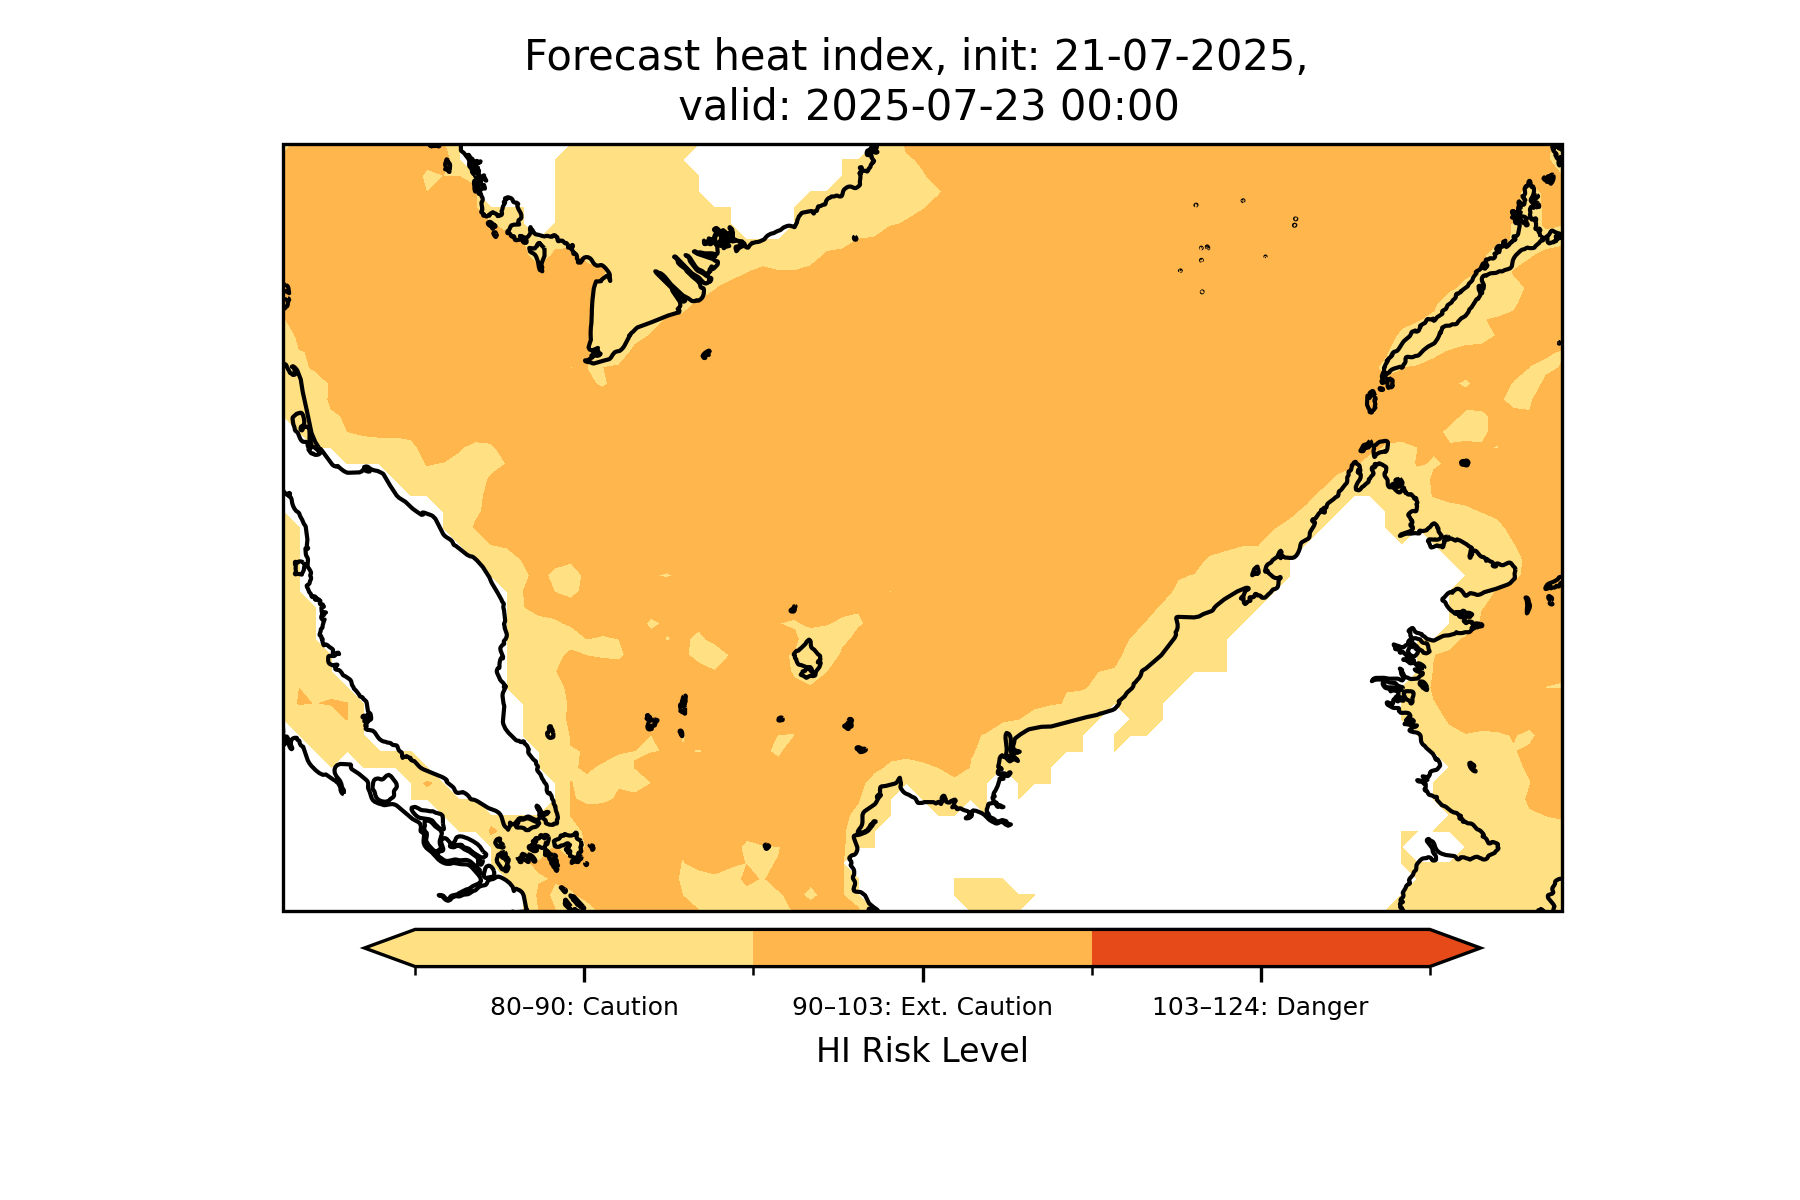 Forecast heat index, init: 21-07-2025,
valid: 2025-07-23 00:00
80–90: Caution
90–103: Ext. Caution
103–124: Danger
HI Risk Level